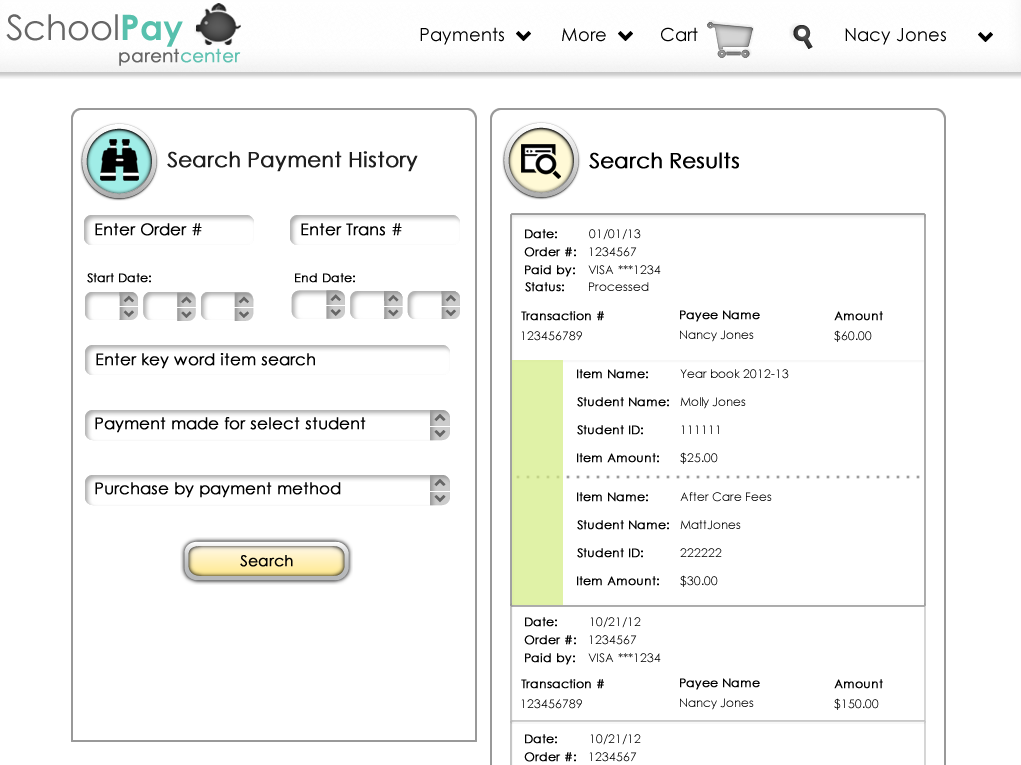 SchoolPay
parentcenter
Payments
More
Cart
Nacy Jones
Search Payment History
Enter Order #
Enter Trans #
Start Date:
End Date:
Enter key word item search
Payment made for select student
Purchase by payment method
Search
Search Results
Date: 01/01/13
Order #: 1234567
Paid by: VISA ***1234
Status: Processed
Transaction # Payee Name Amount
123456789 Nancy Jones $60.00
Item Name: Year book 2012-13
Student Name: Molly Jones
Student ID: 111111
Item Amount: $25.00
Item Name: After Care Fees
Student Name: MattJones
Student ID: 222222
Item Amount: $30.00
Date: 10/21/12
Order #: 1234567
Paid by: VISA ***1234
Transaction # Payee Name Amount
123456789 Nancy Jones $150.00
Date: 10/21/12
Order #: 1234567